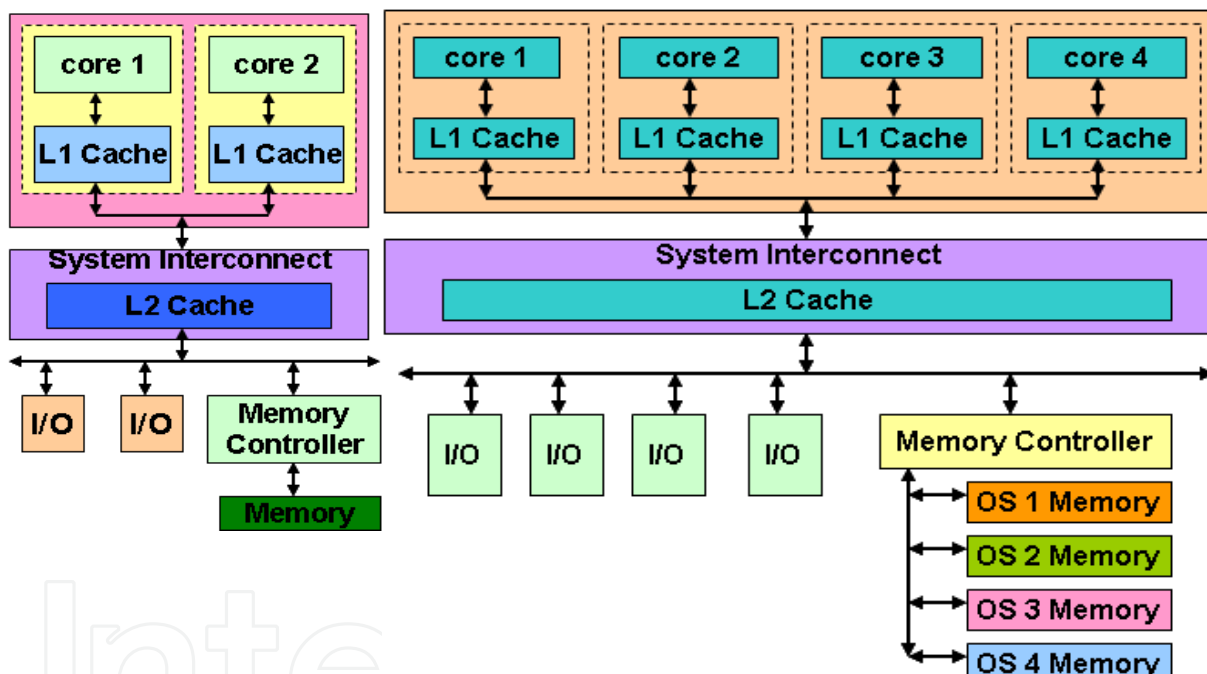 core 1
core 2
L1 Cache
L1 Cache
System Interconnect
L2 Cache
I/O
I/O
Memory
Controller
Memory
core 1
core 2
core 3
core 4
L1 Cache
L1 Cache
L1 Cache
L1 Cache
System Interconnect
L2 Cache
I/O
I/O
I/O
I/O
Memory Controller
OS 1 Memory
OS 2 Memory
OS 3 Memory
OS 4 Memory
Inte